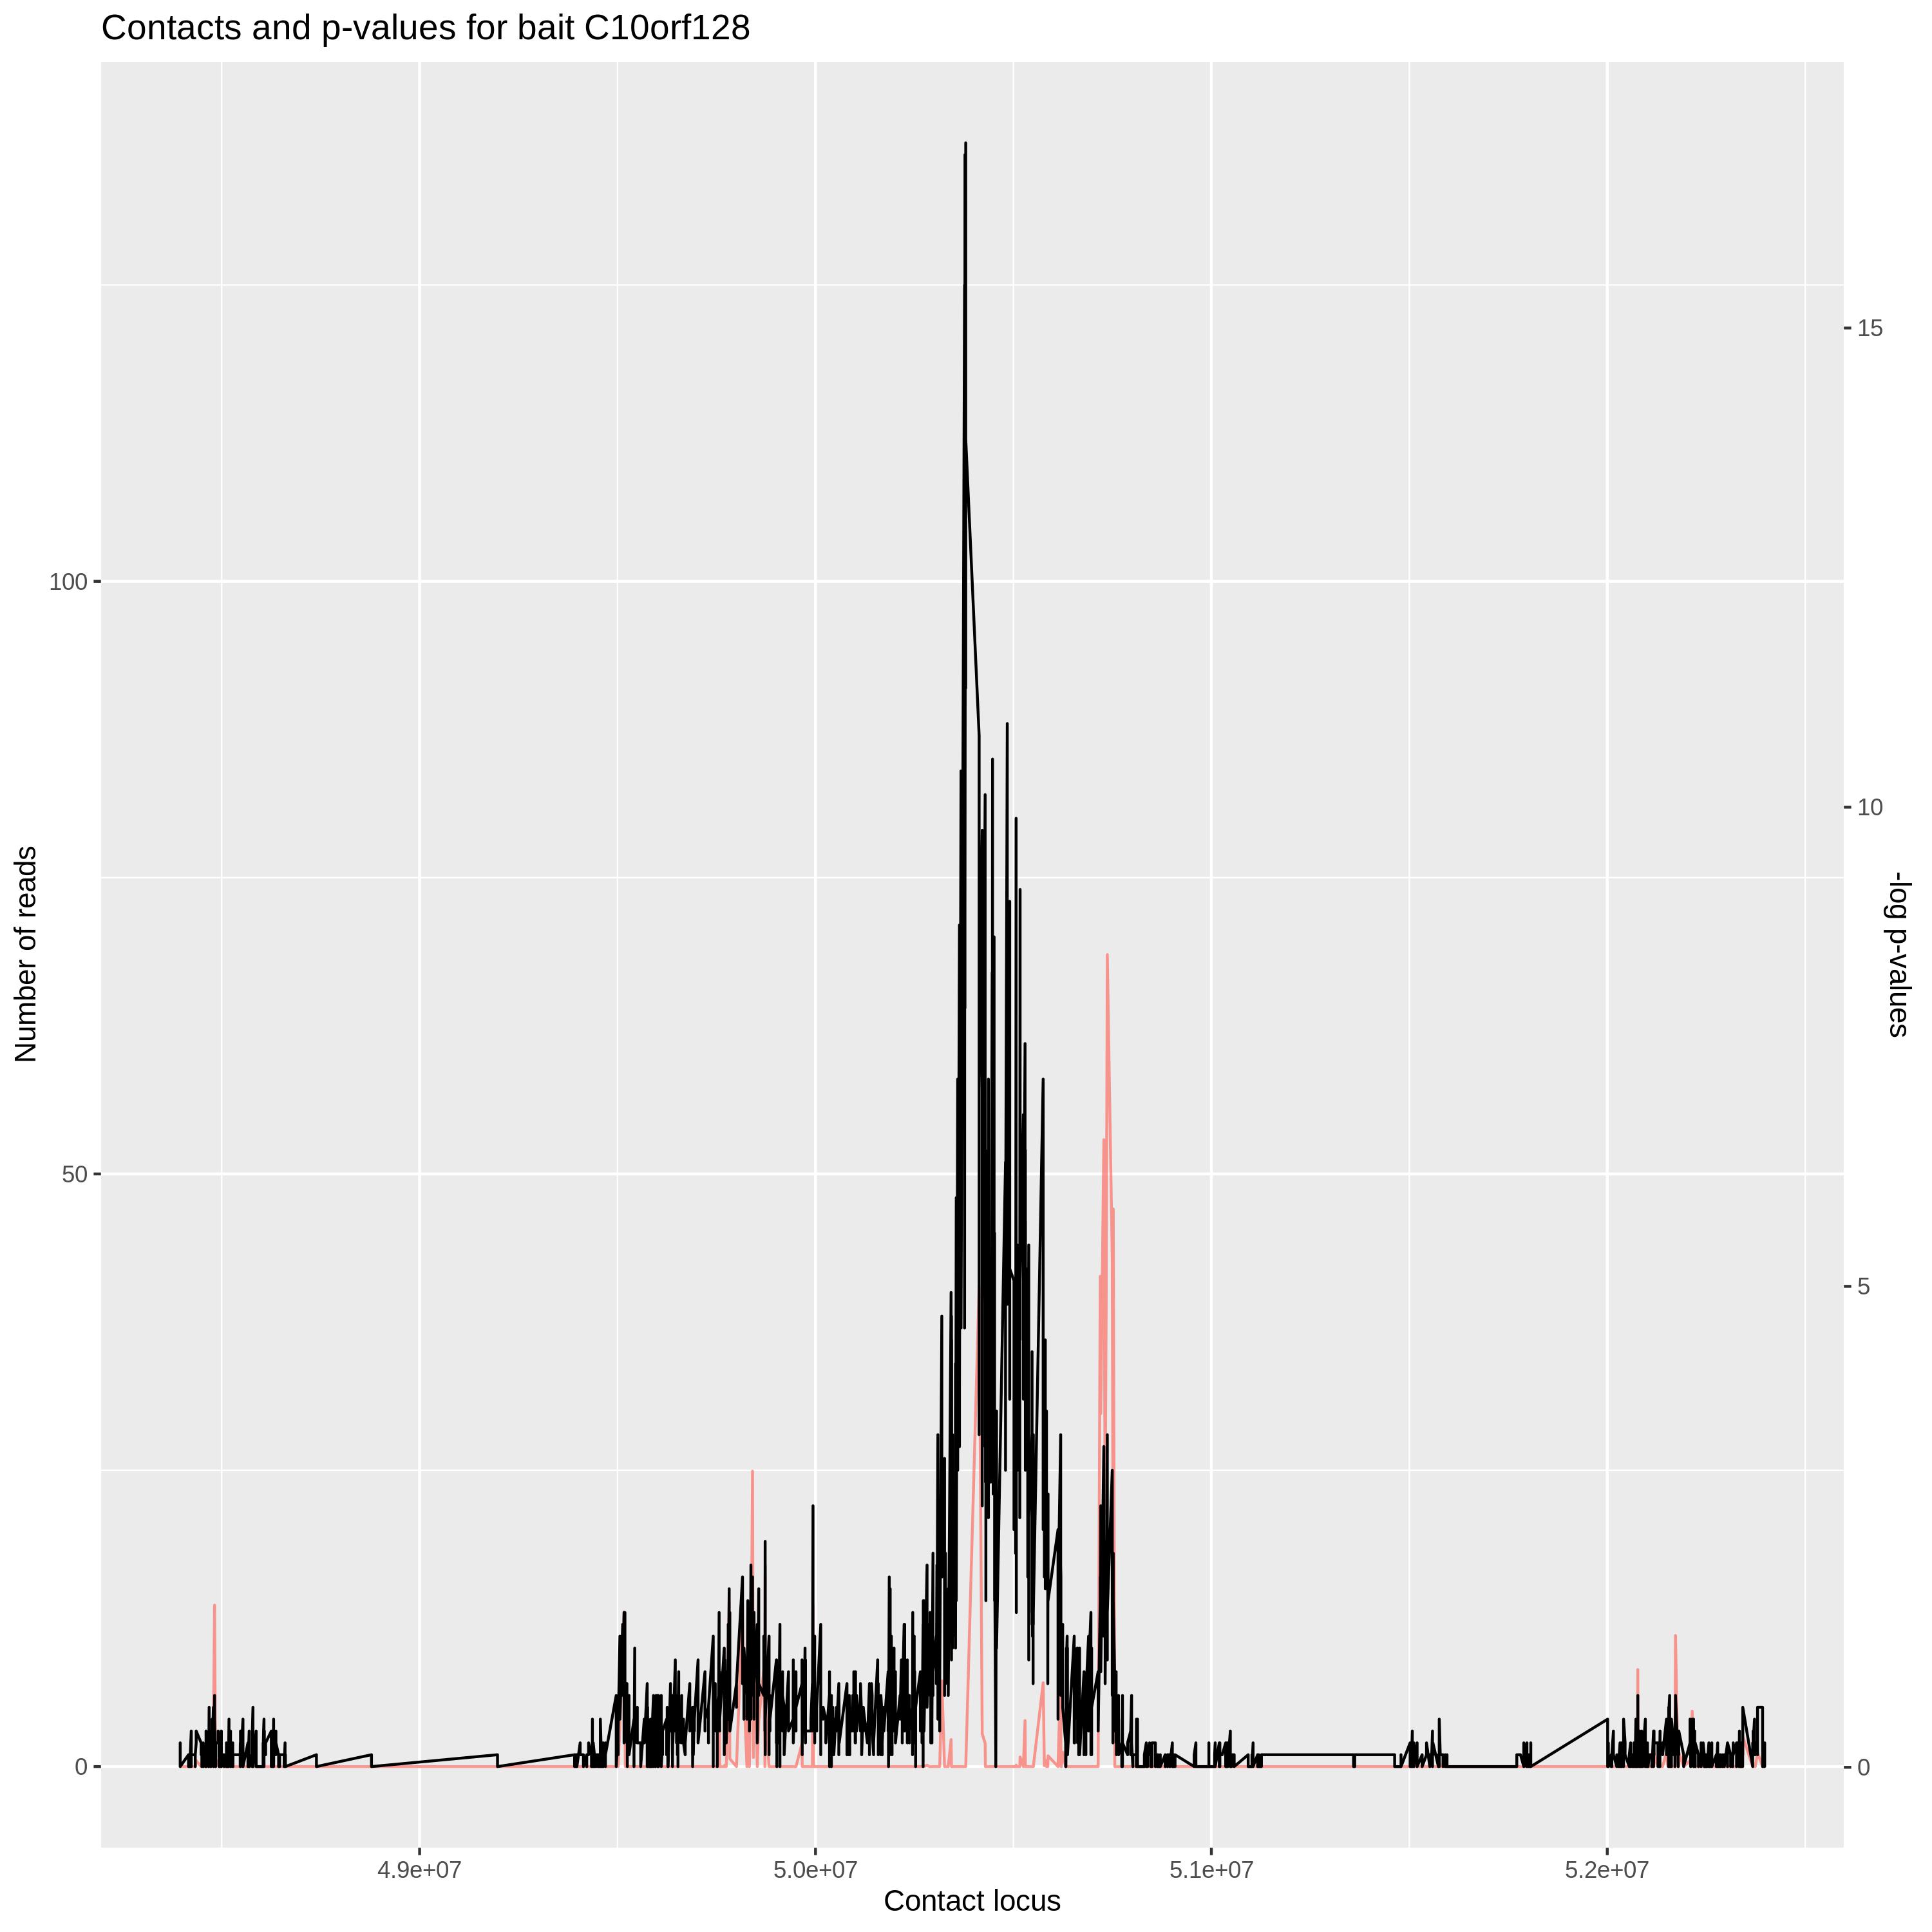 Contacts and p-values for bait C10orf128
Number of reads
100
50
0
15
10
5
0
-log p-values
4.9e+07
5.0e+07
5.1e+07
5.2e+07
Contact locus